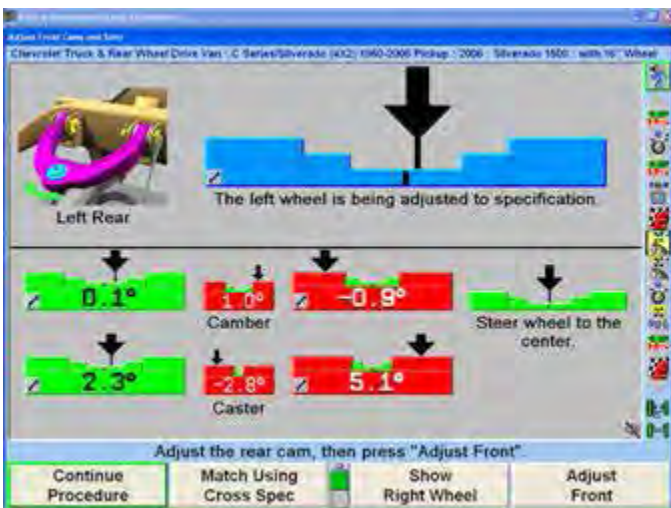 Adjust Front Cam and Stay
Chevrolet Truck & Rear Wheel Drive Van : C Series/Silverado (4X2) 1960-2006 Pickup : 2006 : Silverado 1500 : with 16" Wheel
Left Rear
The left wheel is being adjusted to specification.
0.1°
1.0°
-0.9°
Camber
Steer wheel to the
center.
2.3°
-2.8°
5.1°
Caster
Adjust the rear cam, then press "Adjust Front".
Continue
Procedure
Match Using
Cross Spec
Show
Right Wheel
Adjust
Front